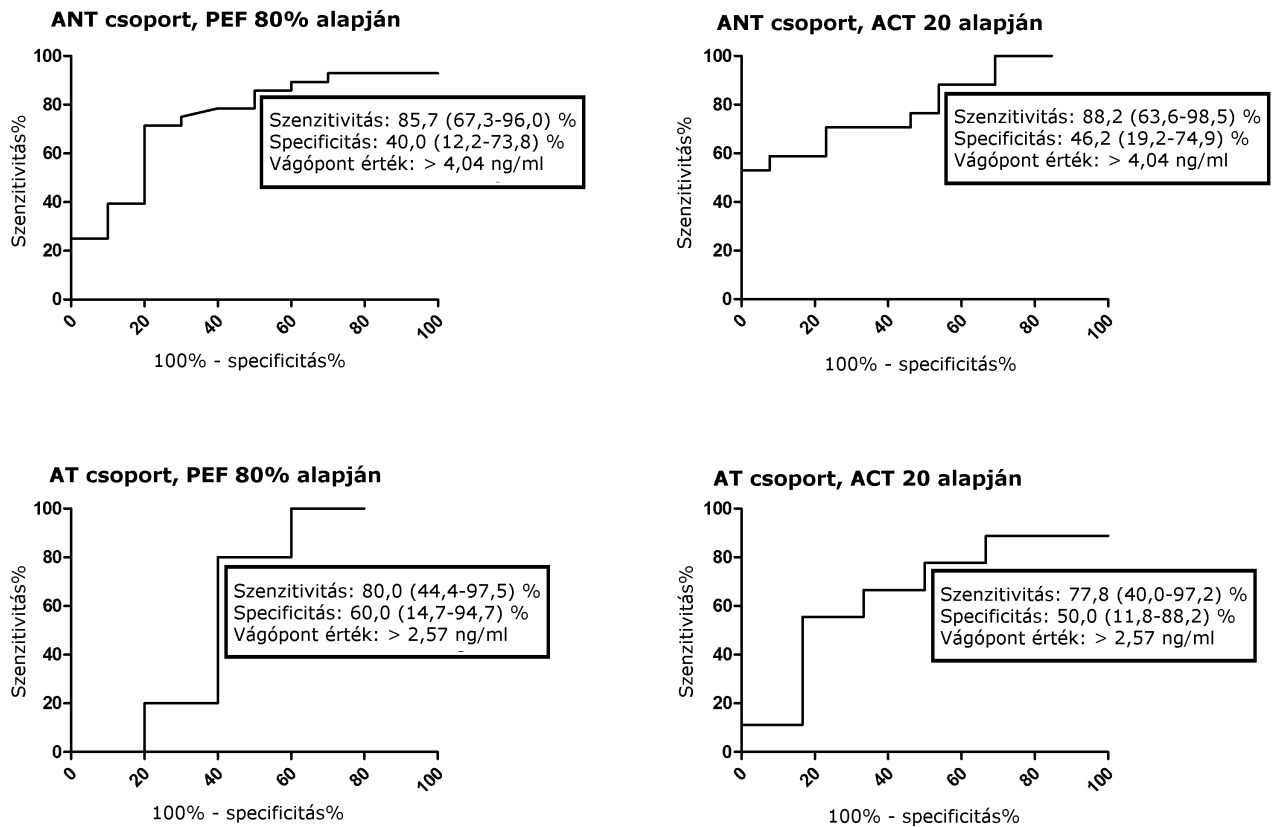 ANT csoport, PEF 80% alapján
Szenzitivitás%
100
80
60
40
20
0
Szenzitivitás: 85,7 (67,3-96,0) %
Specificitás: 40,0 (12,2-73,8) %
Vágópont érték: > 4,04 ng/ml
0 20 40 60 80 100
100% - specificitás%
ANT csoport, ACT 20 alapján
Szenzitivitás%
100
80
60
40
20
0
Szenzitivitás: 88,2 (63,6-98,5) %
Specificitás: 46,2 (19,2-74,9) %
Vágópont érték: > 4,04 ng/ml
0 20 40 60 80 100
100% - specificitás%
AT csoport, PEF 80% alapján
Szenzitivitás%
100
80
60
40
20
0
Szenzitivitás: 80,0 (44,4-97,5) %
Specificitás: 60,0 (14,7-94,7) %
Vágópont érték: > 2,57 ng/ml
0 20 40 60 80 100
100% - specificitás%
AT csoport, ACT 20 alapján
Szenzitivitás%
100
80
60
40
20
0
Szenzitivitás: 77,8 (40,0-97,2) %
Specificitás: 50,0 (11,8-88,2) %
Vágópont érték: > 2,57 ng/ml
0 20 40 60 80 100
100% - specificitás%